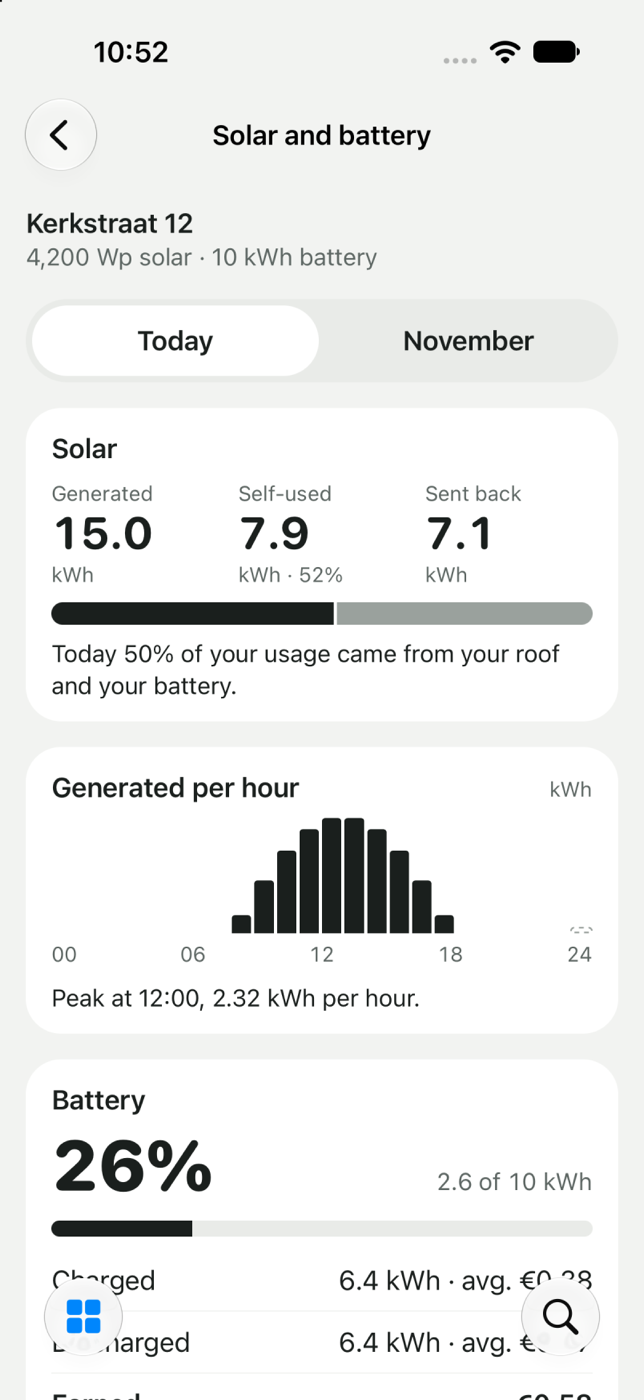 10:52
Solar and battery
Kerkstraat 12
4,200 Wp solar · 10 kWh battery
Today November
Solar
Generated Self-used Sent back
15.0 7.9 7.1
kWh kWh · 52% kWh
Today 50% of your usage came from your roof
and your battery.
Generated per hour kWh
00 06 12 18 24
Peak at 12:00, 2.32 kWh per hour.
Battery
26% 2.6 of 10 kWh
Charged 6.4 kWh · avg.
6.4 kWh · avg.